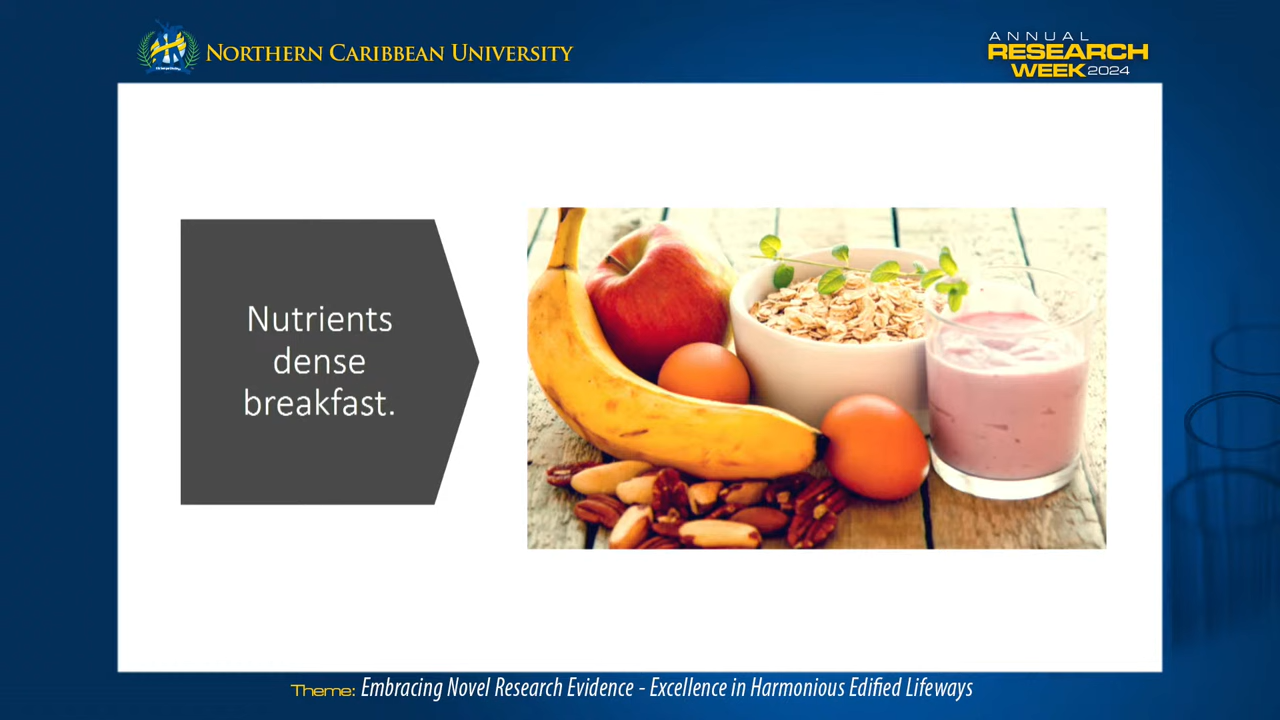 NORTHERN CARIBBEAN UNIVERSITY
ANNUAL
RESEARCH
WEEK 2024
Nutrients
dense
breakfast.
Theme: Embracing Novel Research Evidence - Excellence in Harmonious Edified Lifeways